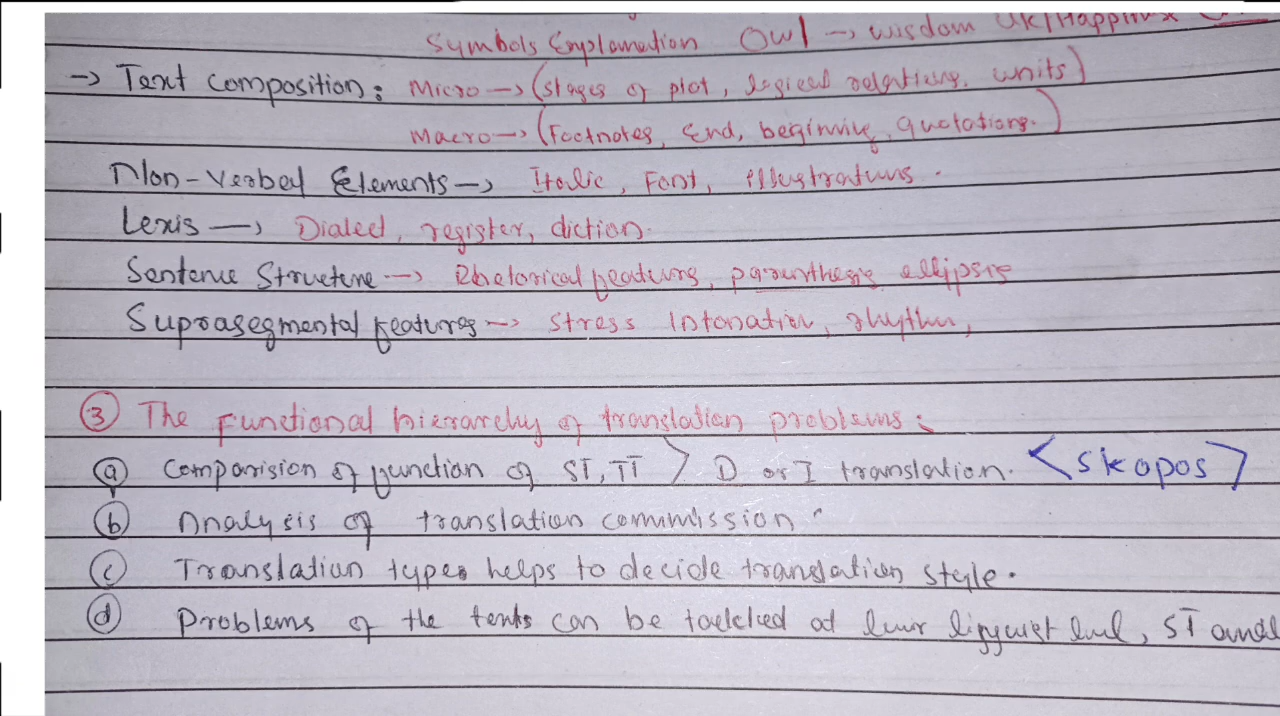 Symbols Explanation Owl → wisdom UK/Happiness
→ Text composition: Micro → (stages of plot, logical relations, units)
Macro → (Footnotes, End, beginning, quotations.)
Non-verbal Elements → Italic, Font, illustrations.
Lexis → Dialect, register, diction.
Sentence Structure → Rhetorical features, parenthesis ellipsis
Suprasegmental features → Stress Intonation, rhythm,
③ The Functional hierarchy of translation problems:
ⓐ Comparision of function of ST, TT > D or I translation. <skopos>
ⓑ Analysis of translation commission.
ⓒ Translation types helps to decide translation style.
ⓓ Problems of the texts can be tackled at linguist level, ST